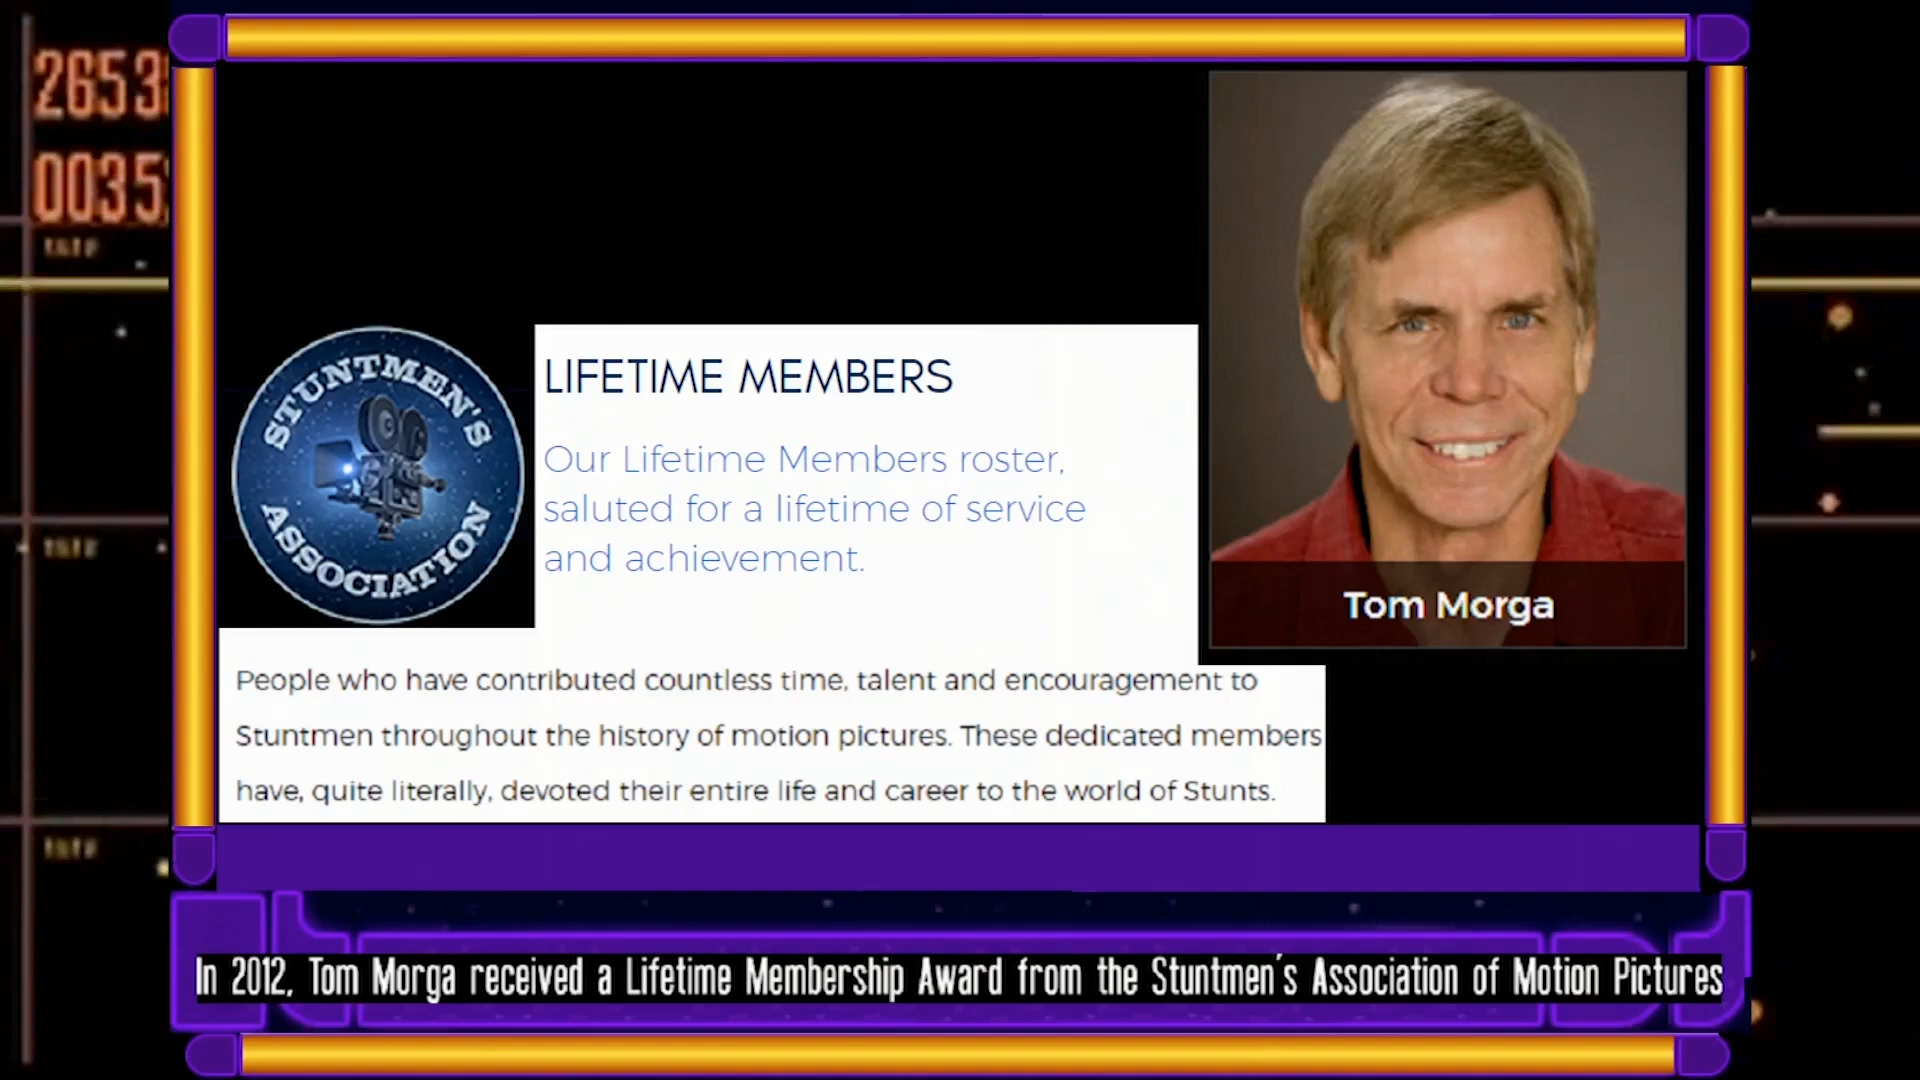 2653
0035
STUNTMEN'S
ASSOCIATION
LIFETIME MEMBERS
Our Lifetime Members roster,
saluted for a lifetime of service
and achievement.
Tom Morga
People who have contributed countless time, talent and encouragement to
Stuntmen throughout the history of motion pictures. These dedicated members
have, quite literally, devoted their entire life and career to the world of Stunts.
In 2012, Tom Morga received a Lifetime Membership Award from the Stuntmen's Association of Motion Pictures